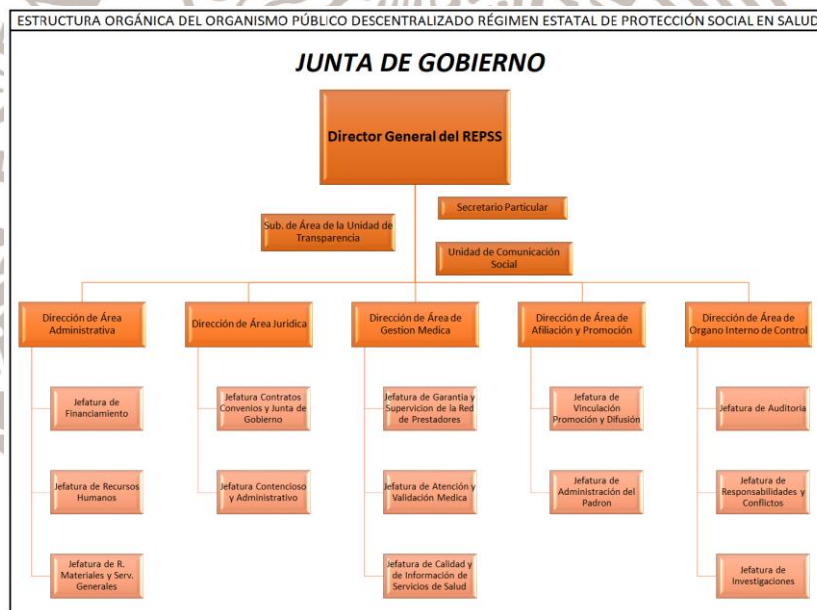 ESTRUCTURA ORGÁNICA DEL ORGANISMO PÚBLICO DESCENTRALIZADO RÉGIMEN ESTATAL DE PROTECCIÓN SOCIAL EN SALUD
JUNTA DE GOBIERNO
Director General del REPSS
Secretario Particular
Sub. de Área de la Unidad de
Transparencia
Unidad de Comunicación
Social
Dirección de Área
Administrativa
Dirección de Área Juridica
Dirección de Área de
Gestion Medica
Dirección de Área de
Afiliación y Promoción
Dirección de Área de
Organo Interno de Control
Jefatura de
Financiamiento
Jefatura Contratos
Convenios y Junta de
Gobierno
Jefatura de Garantia y
Supervicion de la Red
de Prestadores
Jefatura de
Vinculación
Promoción y Difusión
Jefatura de Auditoria
Jefatura de Recursos
Humanos
Jefatura Contencioso
y Administrativo
Jefatura de Atención y
Validación Medica
Jefatura de
Administración del
Padron
Jefatura de
Responsabilidades y
Conflictos
Jefatura de R.
Materiales y Serv.
Generales
Jefatura de Calidad y
de Información de
Servicios de Salud
Jefatura de
Investigaciones